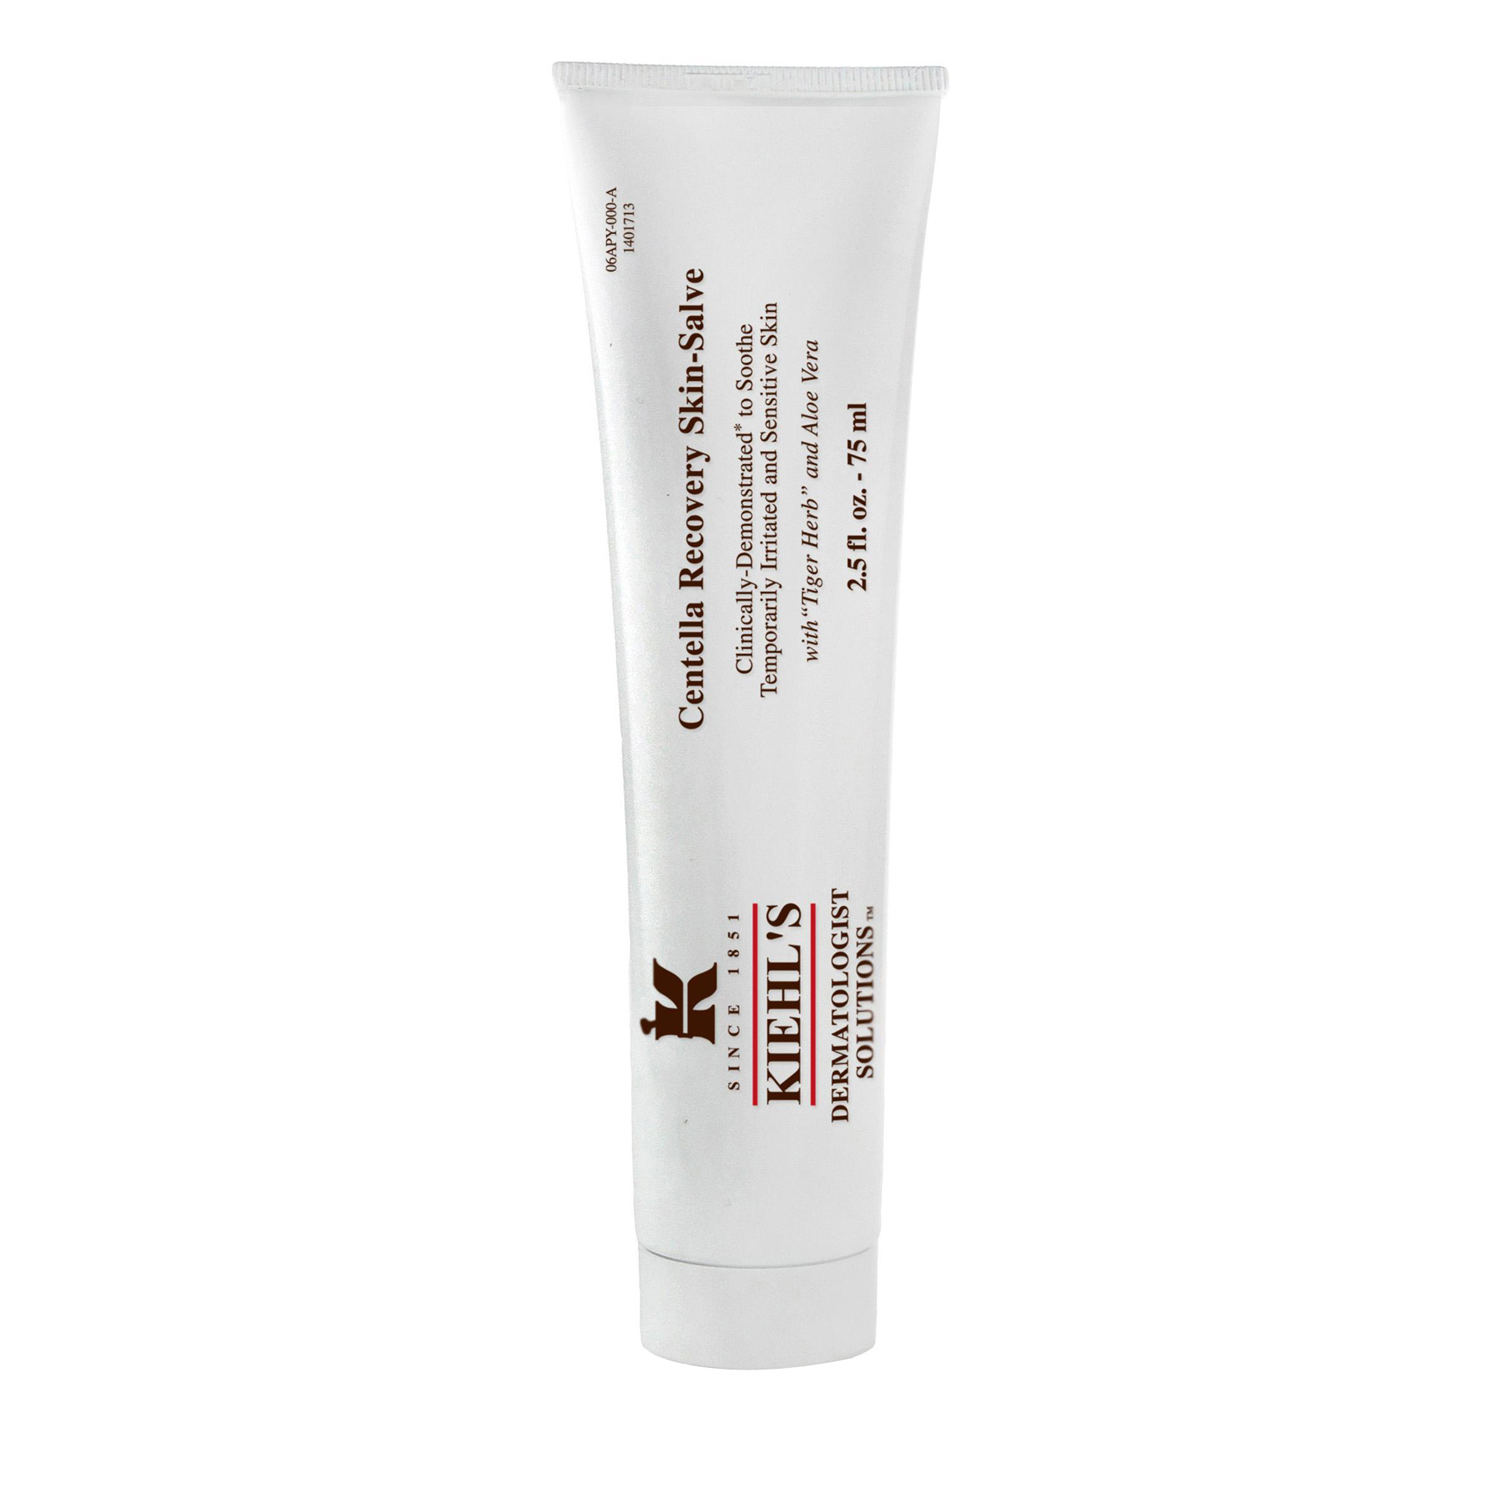 06APY-000-A
1401713
Centella Recovery Skin-Salve
Clinically-Demonstrated* to Soothe
Temporarily Irritated and Sensitive Skin
with “Tiger Herb” and Aloe Vera
2.5 fl. oz. - 75 ml
K
SINCE 1851
KIEHL'S
DERMATOLOGIST
SOLUTIONS™